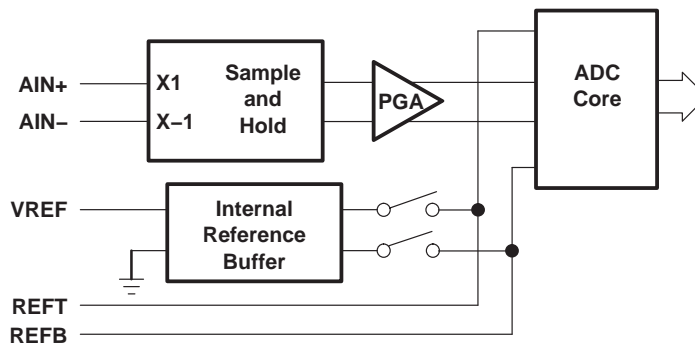 AIN+
AIN−
X1
X−1
Sample
and
Hold
PGA
ADC
Core
VREF
Internal
Reference
Buffer
REFT
REFB